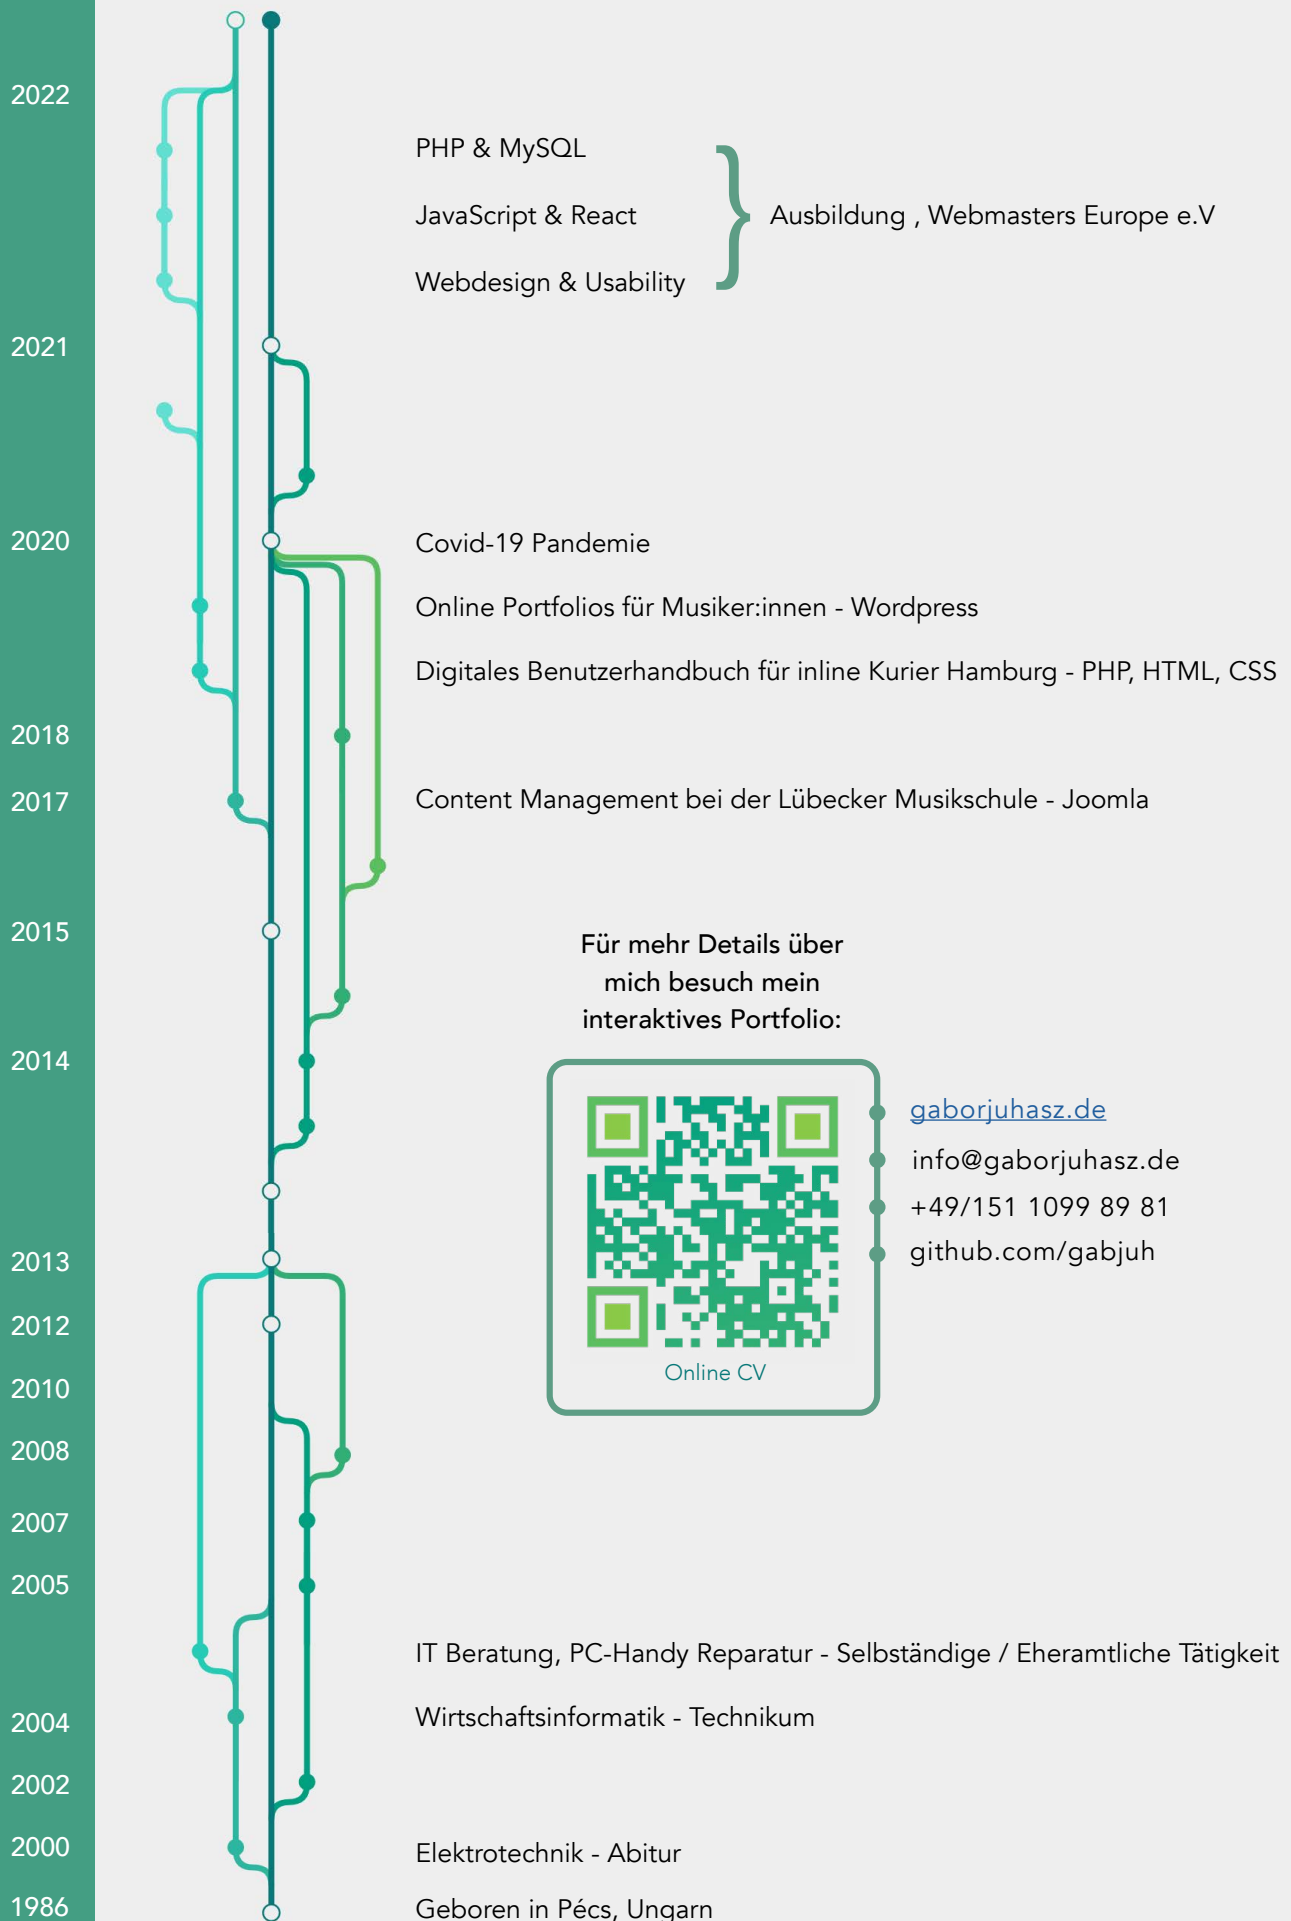 2022
PHP & MySQL
JavaScript & React
Ausbildung , Webmasters Europe e.V
Webdesign & Usability
2021
2020
Covid-19 Pandemie
Online Portfolios für Musiker:innen - Wordpress
Digitales Benutzerhandbuch für inline Kurier Hamburg - PHP, HTML, CSS
2018
2017
Content Management bei der Lübecker Musikschule - Joomla
2015
Für mehr Details über
mich besuch mein
interaktives Portfolio:
2014
gaborjuhasz.de
info@gaborjuhasz.de
+49/151 1099 89 81
github.com/gabjuh
Online CV
2013
2012
2010
2008
2007
2005
IT Beratung, PC-Handy Reparatur - Selbständige / Eheramtliche Tätigkeit
2004
Wirtschaftsinformatik - Technikum
2002
2000
Elektrotechnik - Abitur
1986
Geboren in Pécs, Ungarn